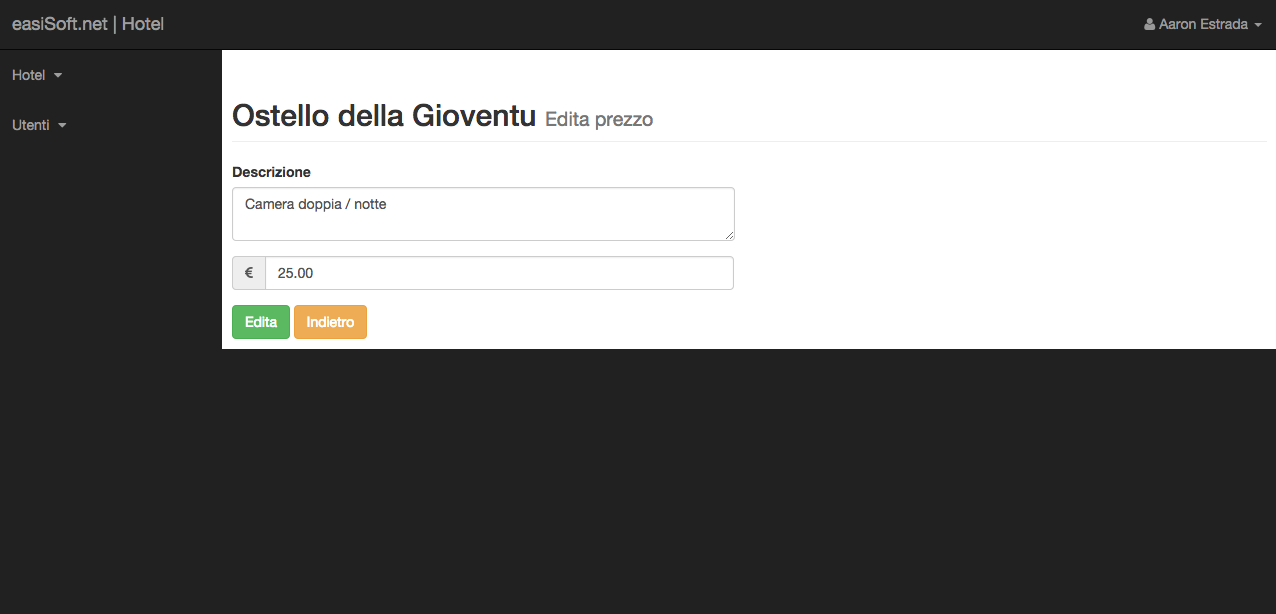 easiSoft.net | Hotel
Aaron Estrada
Hotel
Utenti
Ostello della Gioventu Edita prezzo
Descrizione
Camera doppia / notte
€ 25.00
Edita Indietro